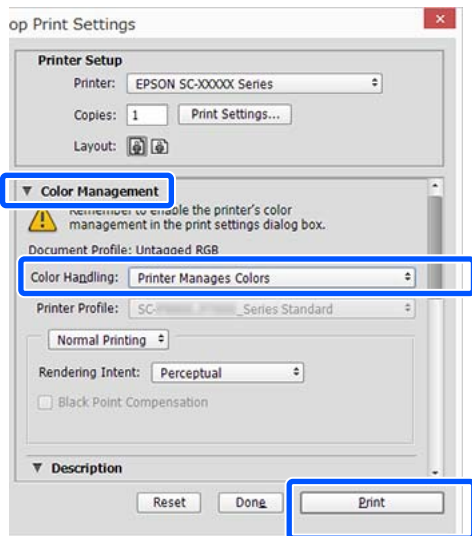 op Print Settings
Printer Setup
Printer: EPSON SC-XXXXX Series
Copies: 1 Print Settings...
Layout:
Color Management
Remember to enable the printer's color
management in the print settings dialog box.
Document Profile: Untagged RGB
Color Handling: Printer Manages Colors
Printer Profile: SC- _Series Standard
Normal Printing
Rendering Intent: Perceptual
Black Point Compensation
Description
Reset Done Print